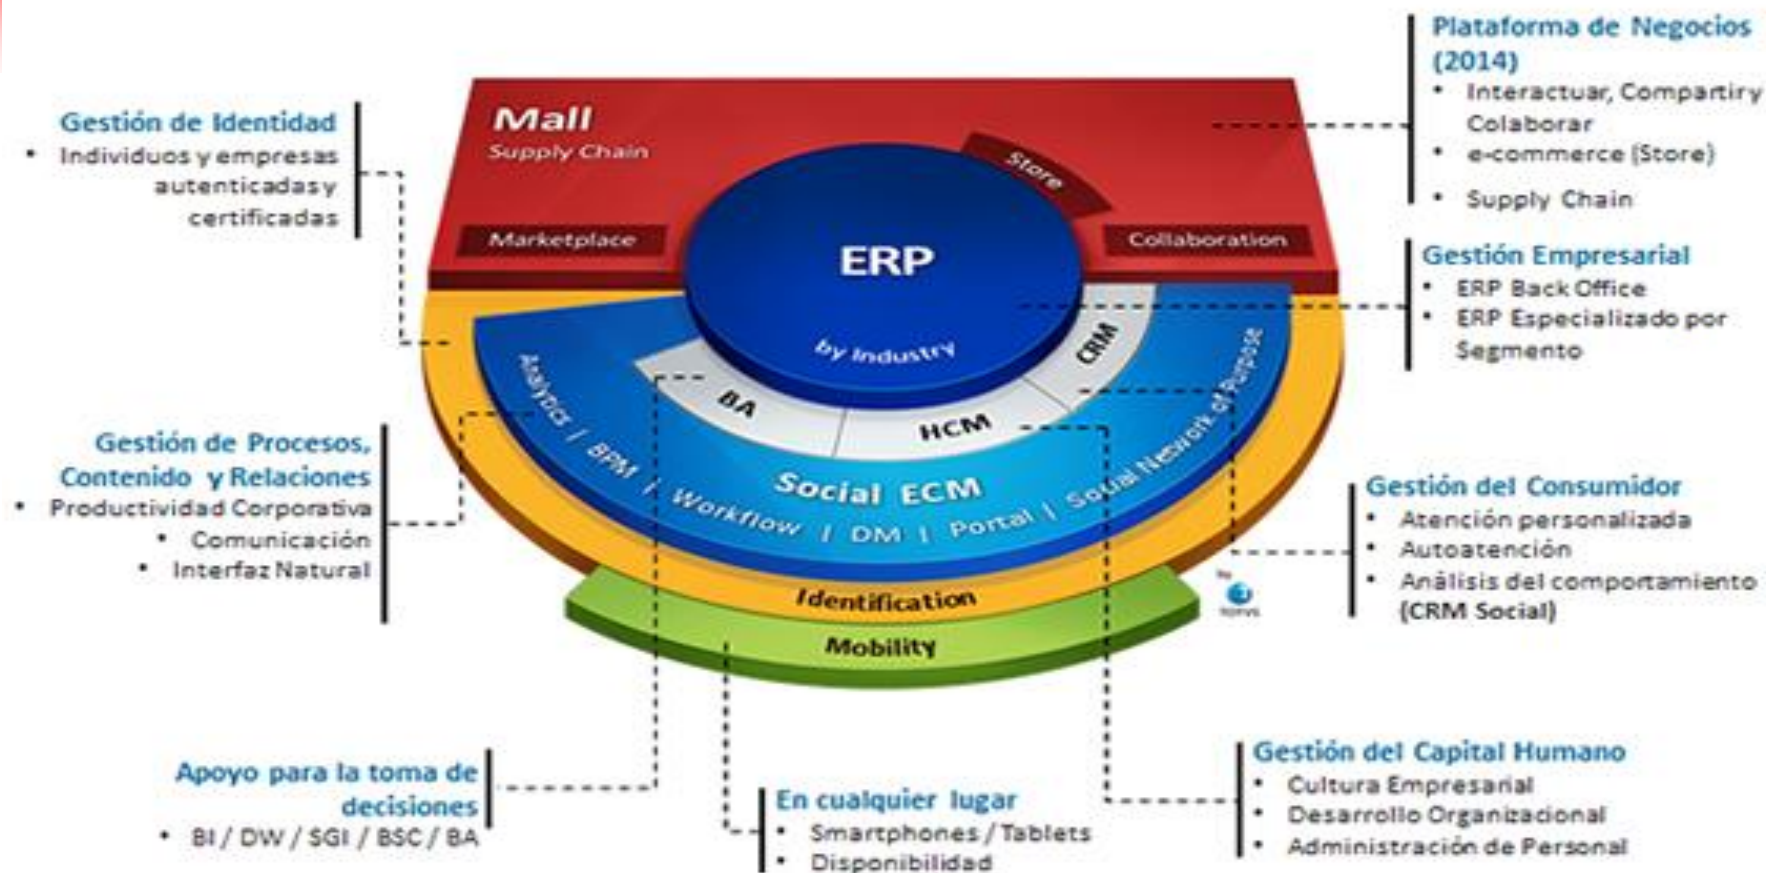 Plataforma de Negocios
(2014)
• Interactuar, Compartir y
Colaborar
• e-commerce (Store)
• Supply Chain
Gestión de Identidad
• Individuos y empresas
autenticadas y
certificadas
Mall
Supply Chain
Store
Marketplace
Collaboration
ERP
by Industry
Gestión Empresarial
• ERP Back Office
• ERP Especializado por
Segmento
BA
HCM
CRM
Social ECM
Analytics | BPM | Workflow | DM | Portal | Social Network of Purpose
Gestión de Procesos,
Contenido y Relaciones
• Productividad Corporativa
• Comunicación
• Interfaz Natural
Gestión del Consumidor
• Atención personalizada
• Autoatención
• Análisis del comportamiento
(CRM Social)
Identification
by
TOTVS
Mobility
Apoyo para la toma de
decisiones
• BI / DW / SGI / BSC / BA
En cualquier lugar
• Smartphones / Tablets
• Disponibilidad
Gestión del Capital Humano
• Cultura Empresarial
• Desarrollo Organizacional
• Administración de Personal